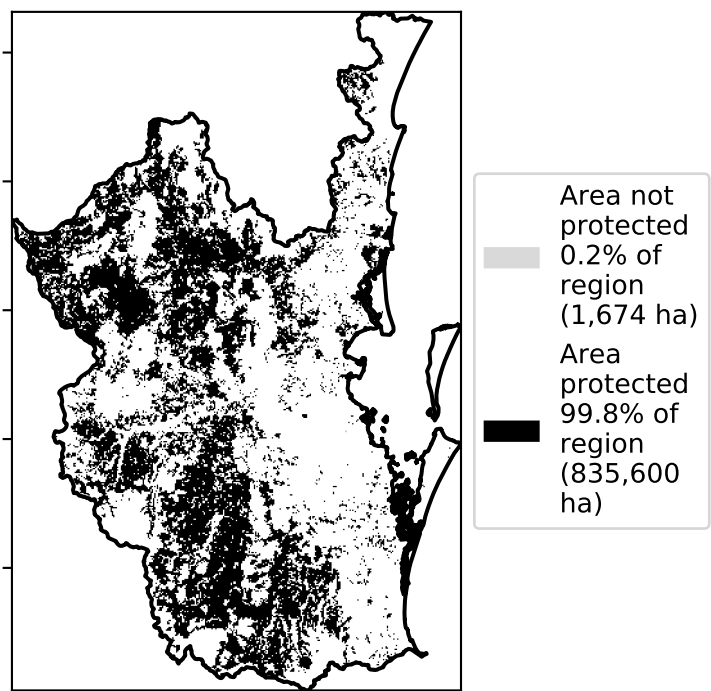 Area not
protected
0.2% of
region
(1,674 ha)
Area
protected
99.8% of
region
(835,600
ha)